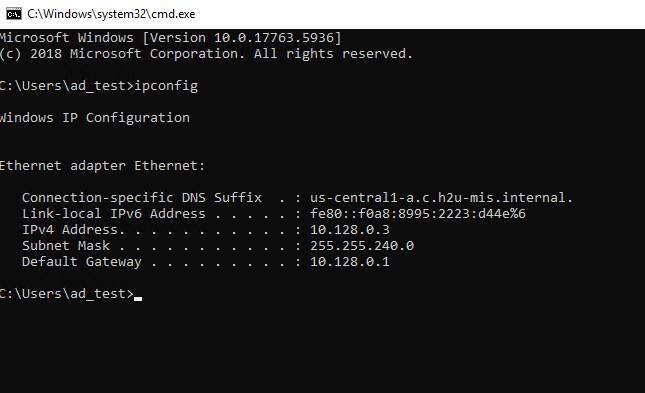 C:\Windows\system32\cmd.exe
Microsoft Windows [Version 10.0.17763.5936]
(c) 2018 Microsoft Corporation. All rights reserved.
C:\Users\ad_test>ipconfig
Windows IP Configuration
Ethernet adapter Ethernet:
Connection-specific DNS Suffix  . : us-central1-a.c.h2u-mis.internal.
Link-local IPv6 Address . . . . . : fe80::f0a8:8995:2223:d44e%6
IPv4 Address. . . . . . . . . . . : 10.128.0.3
Subnet Mask . . . . . . . . . . . : 255.255.240.0
Default Gateway . . . . . . . . . : 10.128.0.1
C:\Users\ad_test>